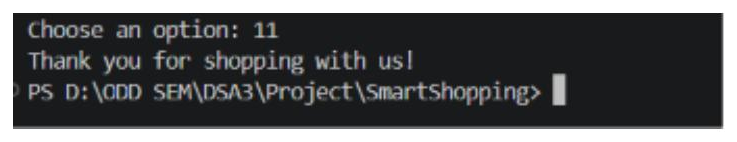 Choose an option: 11
Thank you for shopping with us!
PS D:\ODD SEM\DSA3\Project\SmartShopping>